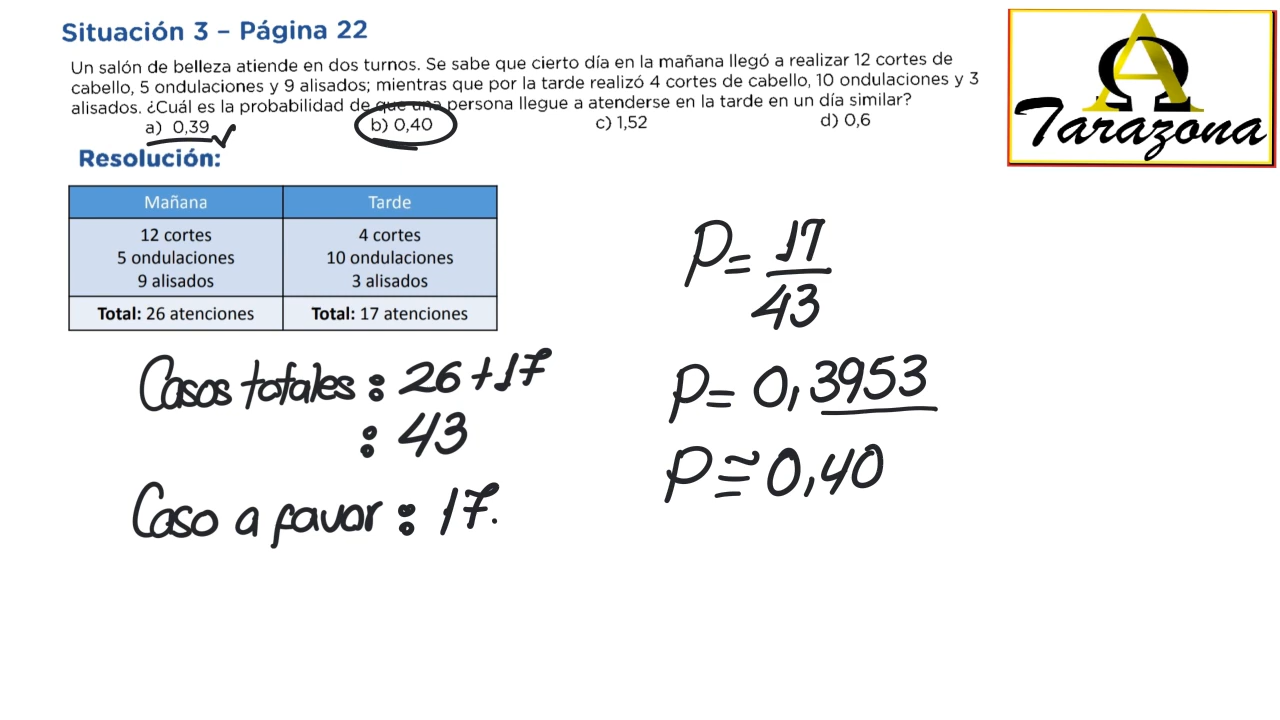 Situación 3 – Página 22
Un salón de belleza atiende en dos turnos. Se sabe que cierto día en la mañana llegó a realizar 12 cortes de
cabello, 5 ondulaciones y 9 alisados; mientras que por la tarde realizó 4 cortes de cabello, 10 ondulaciones y 3
alisados. ¿Cuál es la probabilidad de que una persona llegue a atenderse en la tarde en un día similar?
a) 0,39 b) 0,40 c) 1,52 d) 0,6
Resolución:
Mañana Tarde
12 cortes 4 cortes
5 ondulaciones 10 ondulaciones
9 alisados 3 alisados
Total: 26 atenciones Total: 17 atenciones
Casos totales : 26 + 17
: 43
Caso a favor : 17.
P = 17
43
P = 0,3953
P ≅ 0,40
AΩ
Tarazona